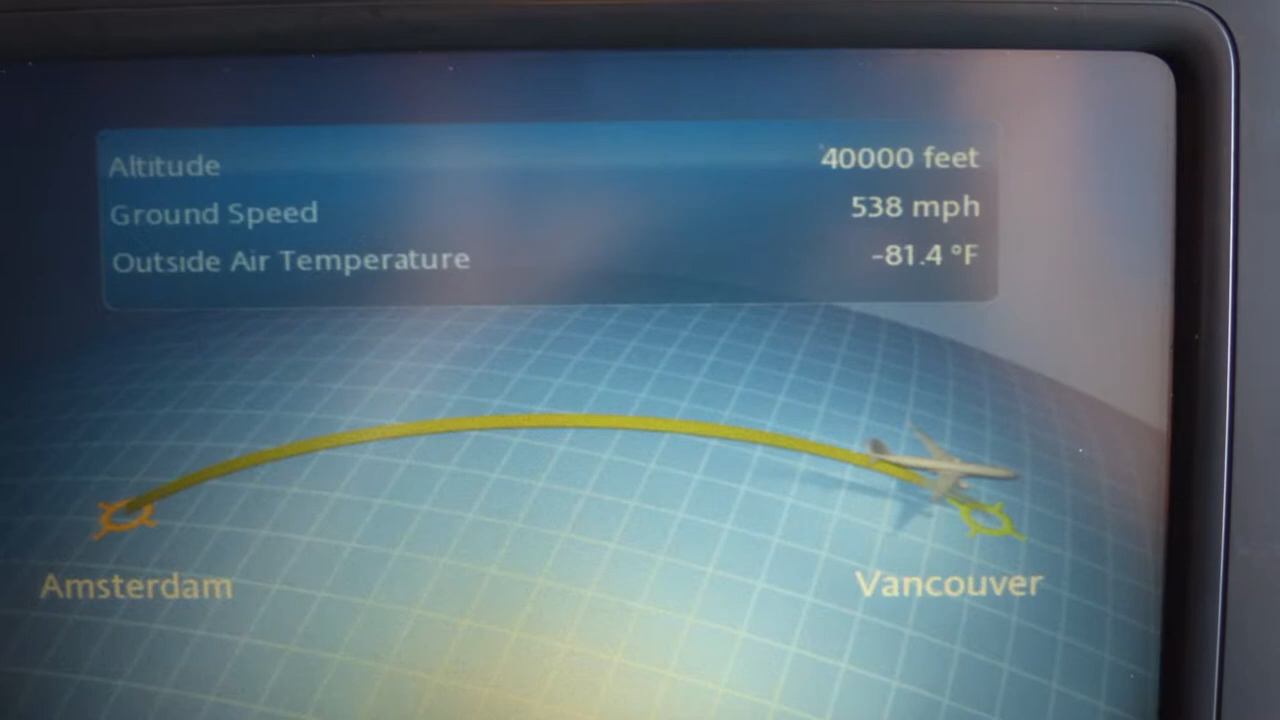 Altitude 40000 feet
Ground Speed 538 mph
Outside Air Temperature -81.4 °F
Amsterdam Vancouver